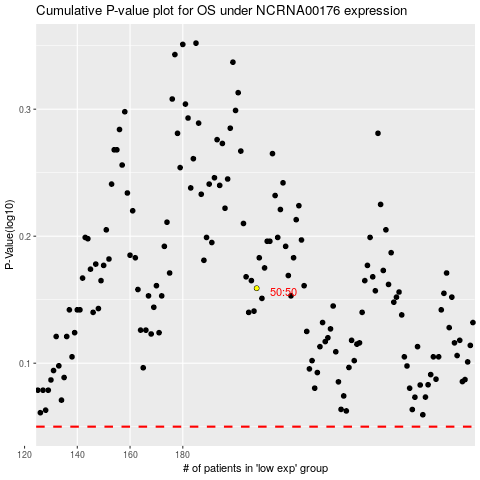 Cumulative P-value plot for OS under NCRNA00176 expression
P-Value(log10)
0.3
0.2
0.1
50:50
120 140 160 180
# of patients in 'low exp' group